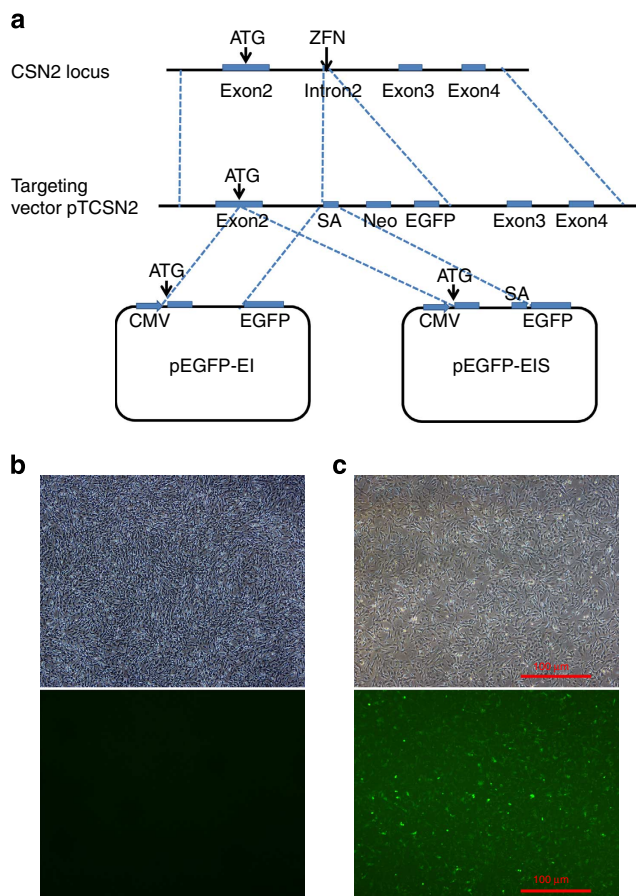 a
ATG ZFN
CSN2 locus
Exon2 Intron2 Exon3 Exon4
Targeting
vector pTCSN2
ATG
Exon2 SA Neo EGFP Exon3 Exon4
ATG
CMV EGFP
pEGFP-EI
ATG
SA
CMV EGFP
pEGFP-EIS
b
c
100 μm
100 μm